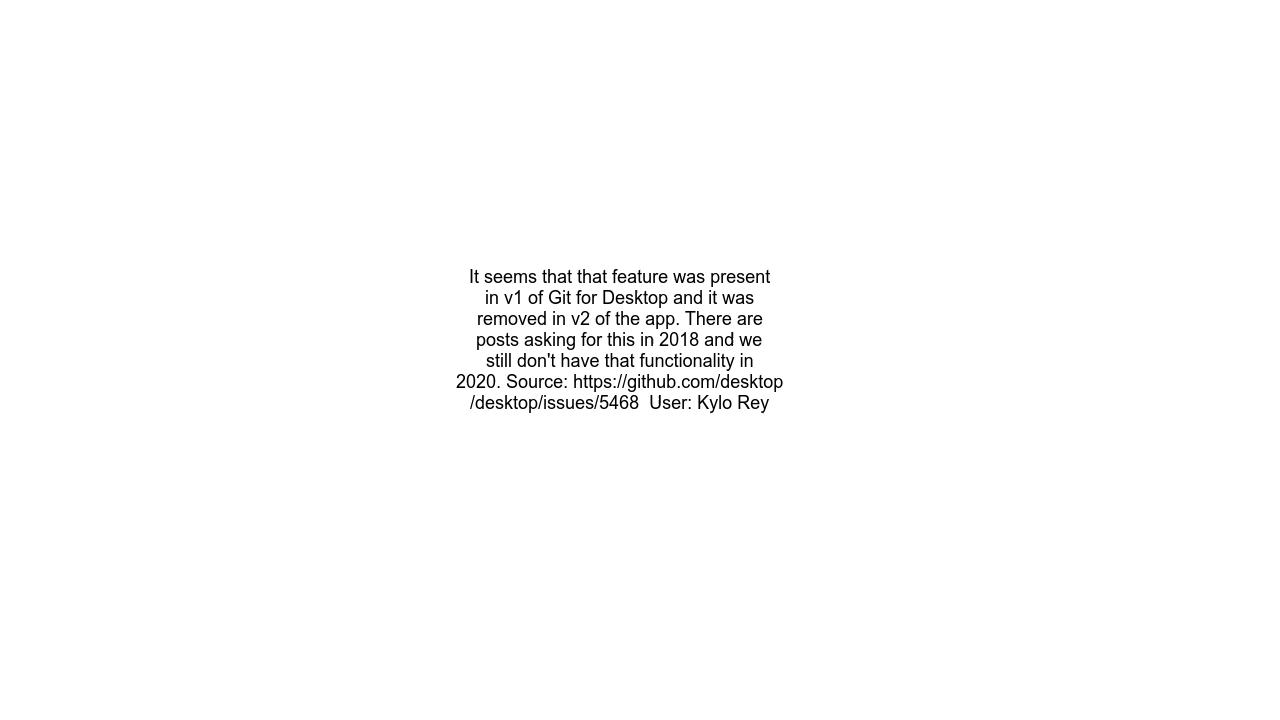 It seems that that feature was present
in v1 of Git for Desktop and it was
removed in v2 of the app. There are
posts asking for this in 2018 and we
still don't have that functionality in
2020. Source: https://github.com/desktop
/desktop/issues/5468  User: Kylo Rey